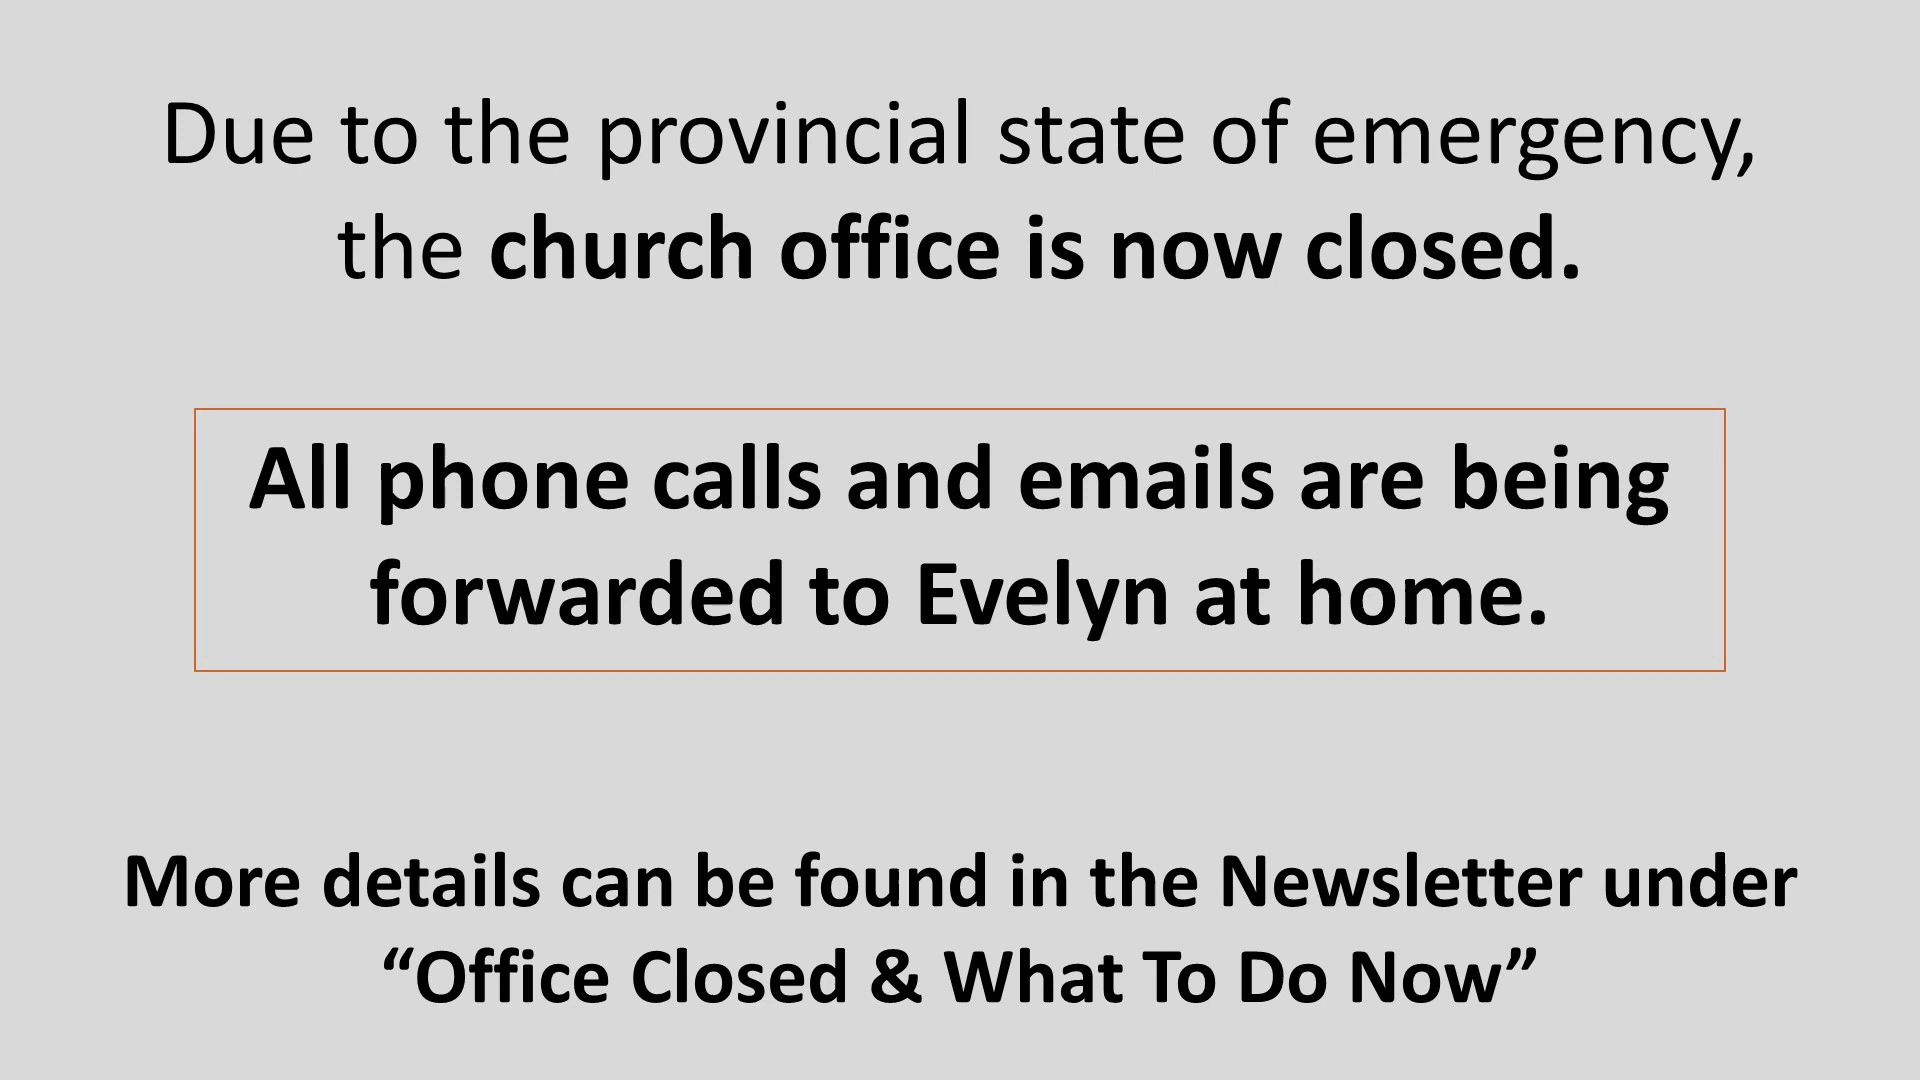 Due to the provincial state of emergency,
the church office is now closed.
All phone calls and emails are being
forwarded to Evelyn at home.
More details can be found in the Newsletter under
“Office Closed & What To Do Now”